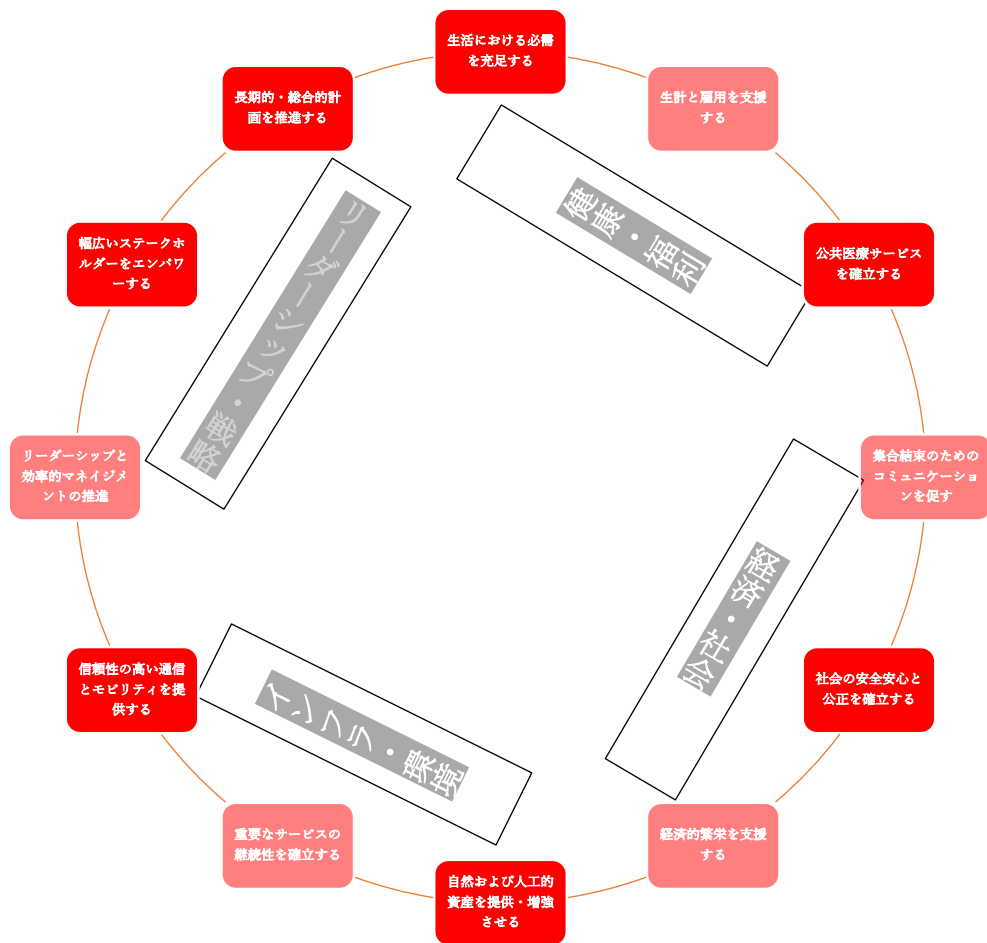 生活における必需
を充足する
生計と雇用を支援
する
公共医療サービス
を確立する
集合結束のための
コミュニケーショ
ンを促す
社会の安全安心と
公正を確立する
経済的繁栄を支援
する
自然および人工的
資産を提供・増強
させる
重要なサービスの
継続性を確立する
信頼性の高い通信
とモビリティを提
供する
リーダーシップと
効率的マネイジメ
ントの推進
幅広いステークホ
ルダーをエンパワ
ーする
長期的・総合的計
画を推進する
健康・福利
経済・社会
インフラ・環境
リーダーシップ・戦略